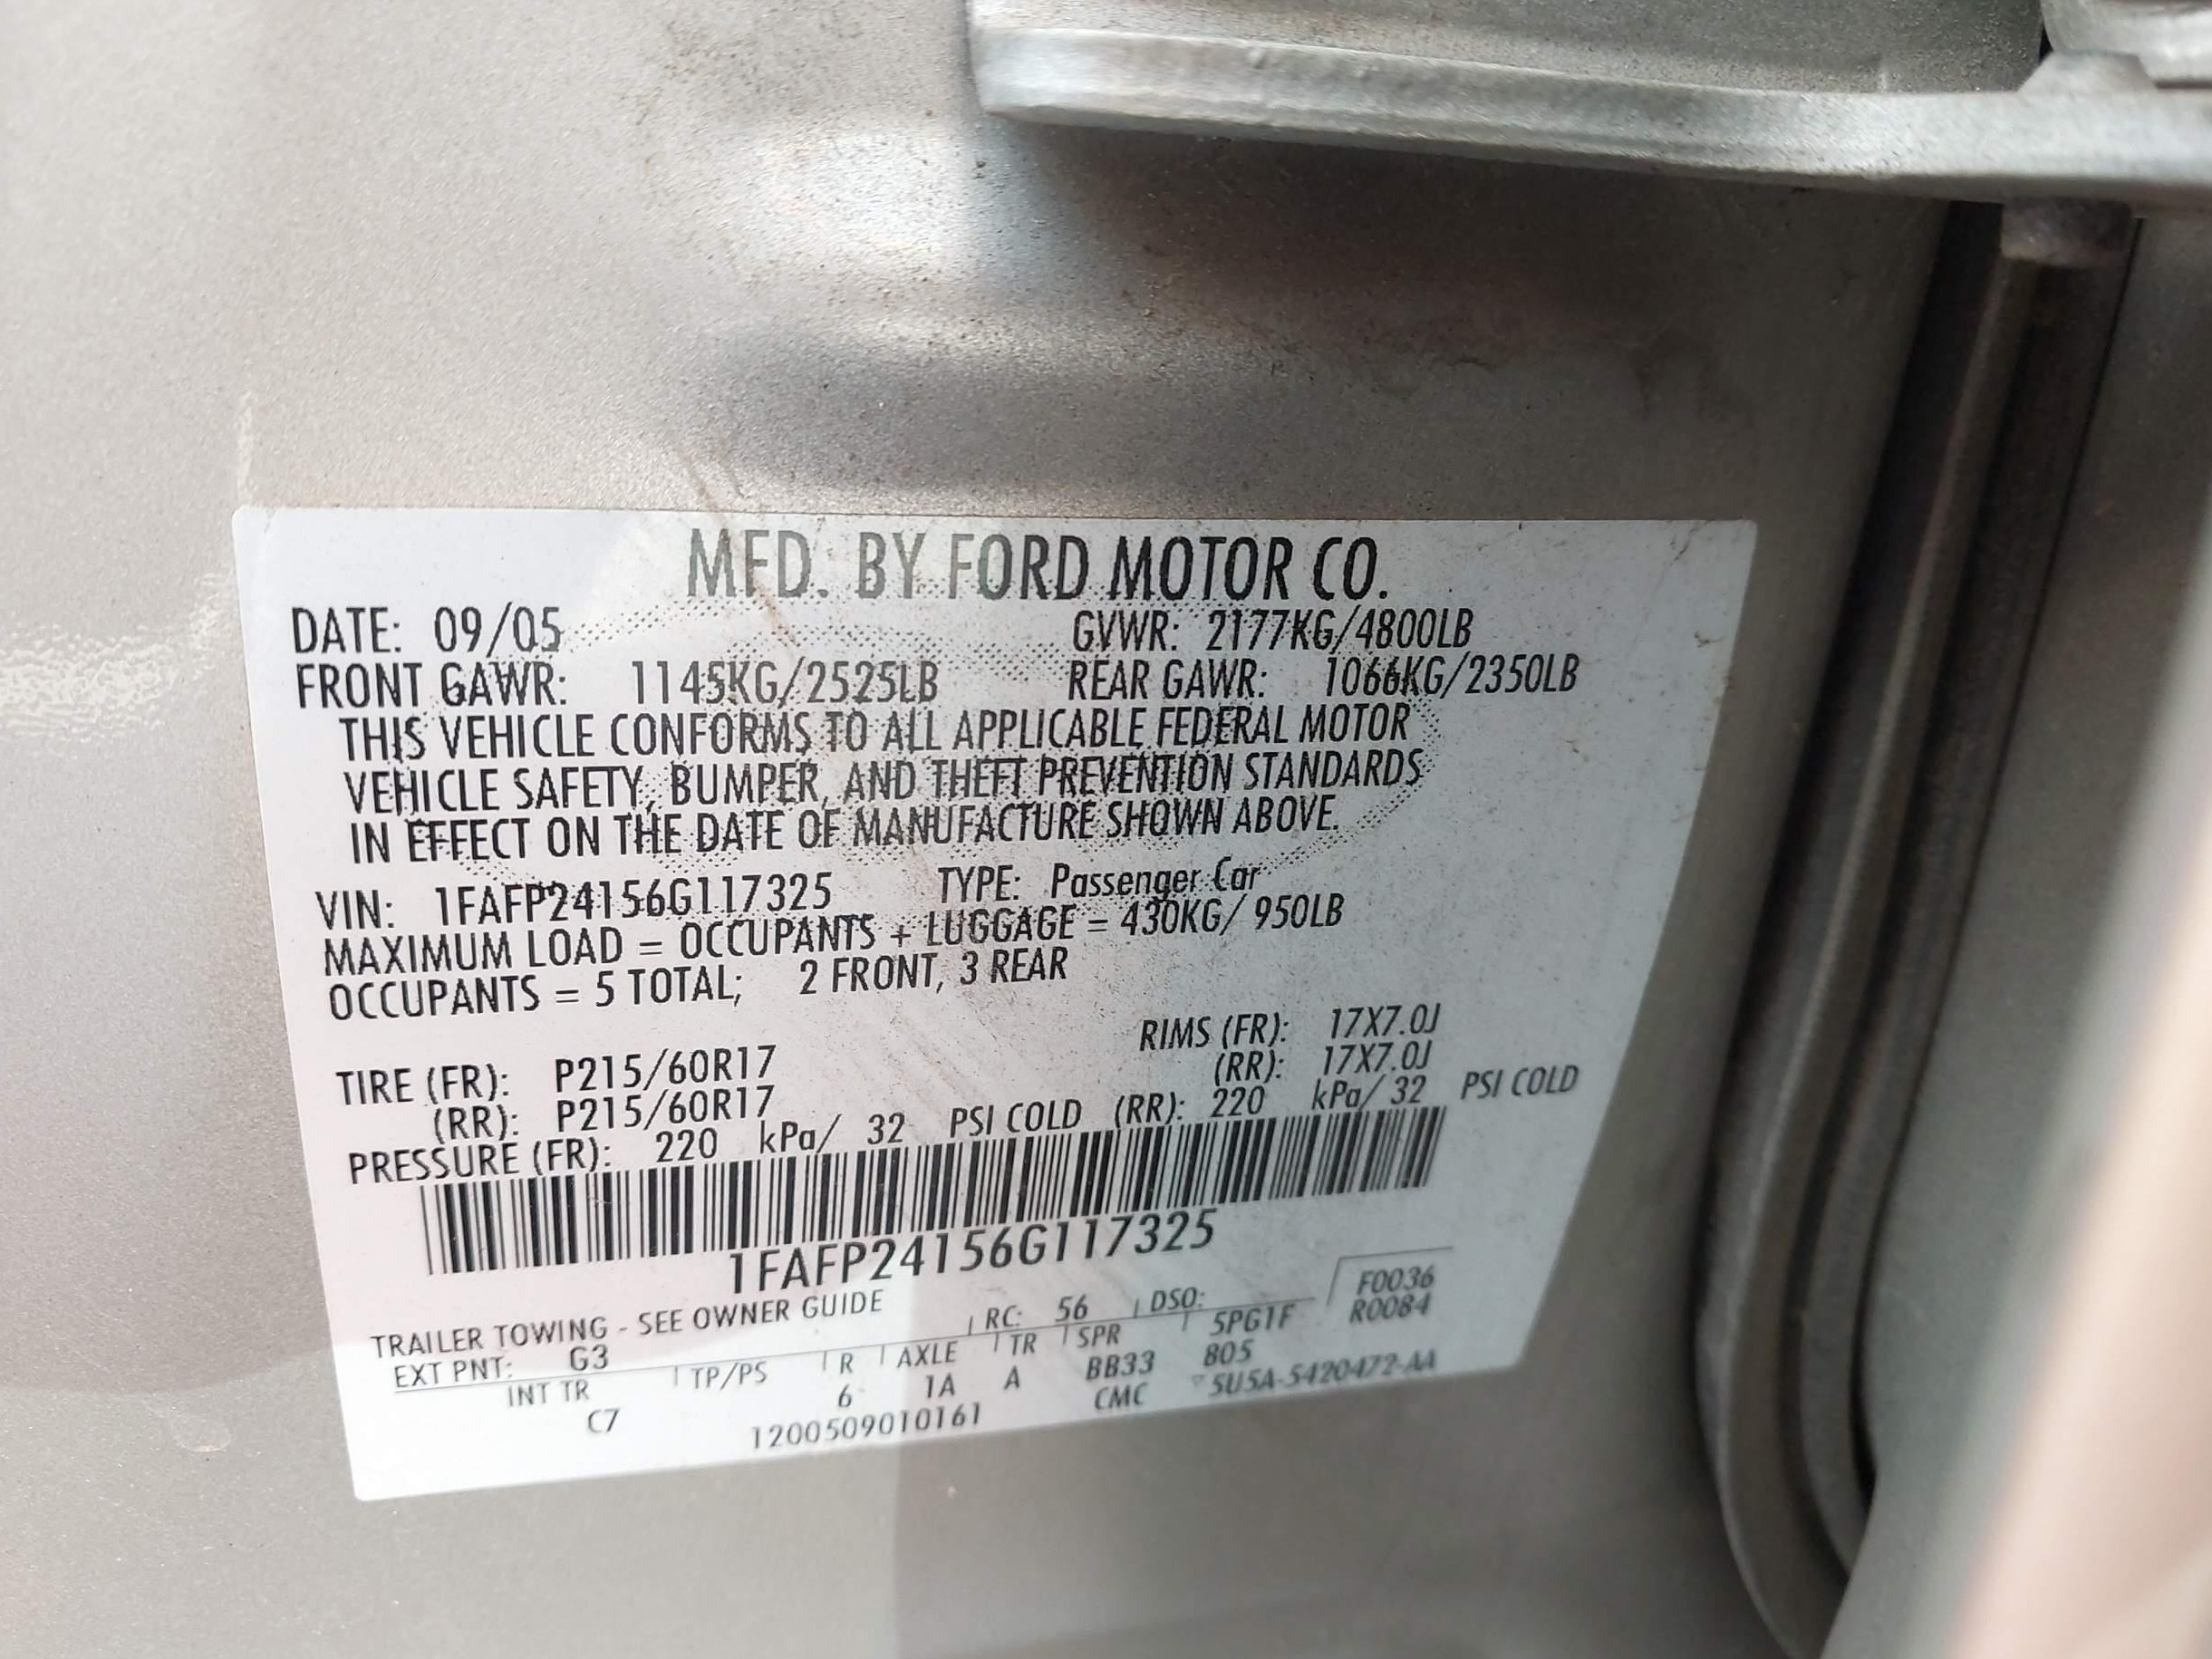 MFD. BY FORD MOTOR CO.
DATE: 09/05 GVWR: 2177KG/4800LB
FRONT GAWR: 1145KG/2525LB REAR GAWR: 1066KG/2350LB
THIS VEHICLE CONFORMS TO ALL APPLICABLE FEDERAL MOTOR
VEHICLE SAFETY, BUMPER, AND THEFT PREVENTION STANDARDS
IN EFFECT ON THE DATE OF MANUFACTURE SHOWN ABOVE.
VIN: 1FAFP24156G117325 TYPE: Passenger Car
MAXIMUM LOAD = OCCUPANTS + LUGGAGE = 430KG/ 950LB
OCCUPANTS = 5 TOTAL; 2 FRONT, 3 REAR
TIRE (FR): P215/60R17 RIMS (FR): 17X7.0J
(RR): P215/60R17 (RR): 17X7.0J
PRESSURE (FR): 220 kPa/ 32 PSI COLD (RR): 220 kPa/ 32 PSI COLD
1FAFP24156G117325
TRAILER TOWING - SEE OWNER GUIDE
EXT PNT: G3 RC: 56 DSO: F0036
R0084
INT TR TP/PS R AXLE TR SPR 5PG1F
C7 6 1A A BB33 805
1200509010161 CMC 5U5A-5420472-AA